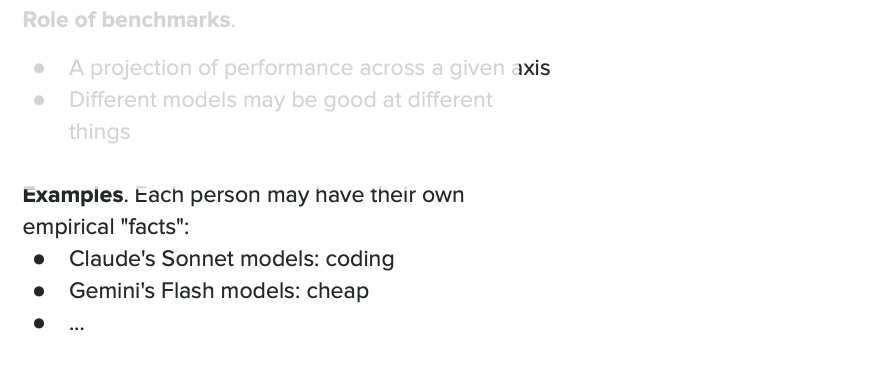 Role of benchmarks.
● A projection of performance across a given axis
● Different models may be good at different
things
Examples. Each person may have their own
empirical "facts":
● Claude's Sonnet models: coding
● Gemini's Flash models: cheap
● ...